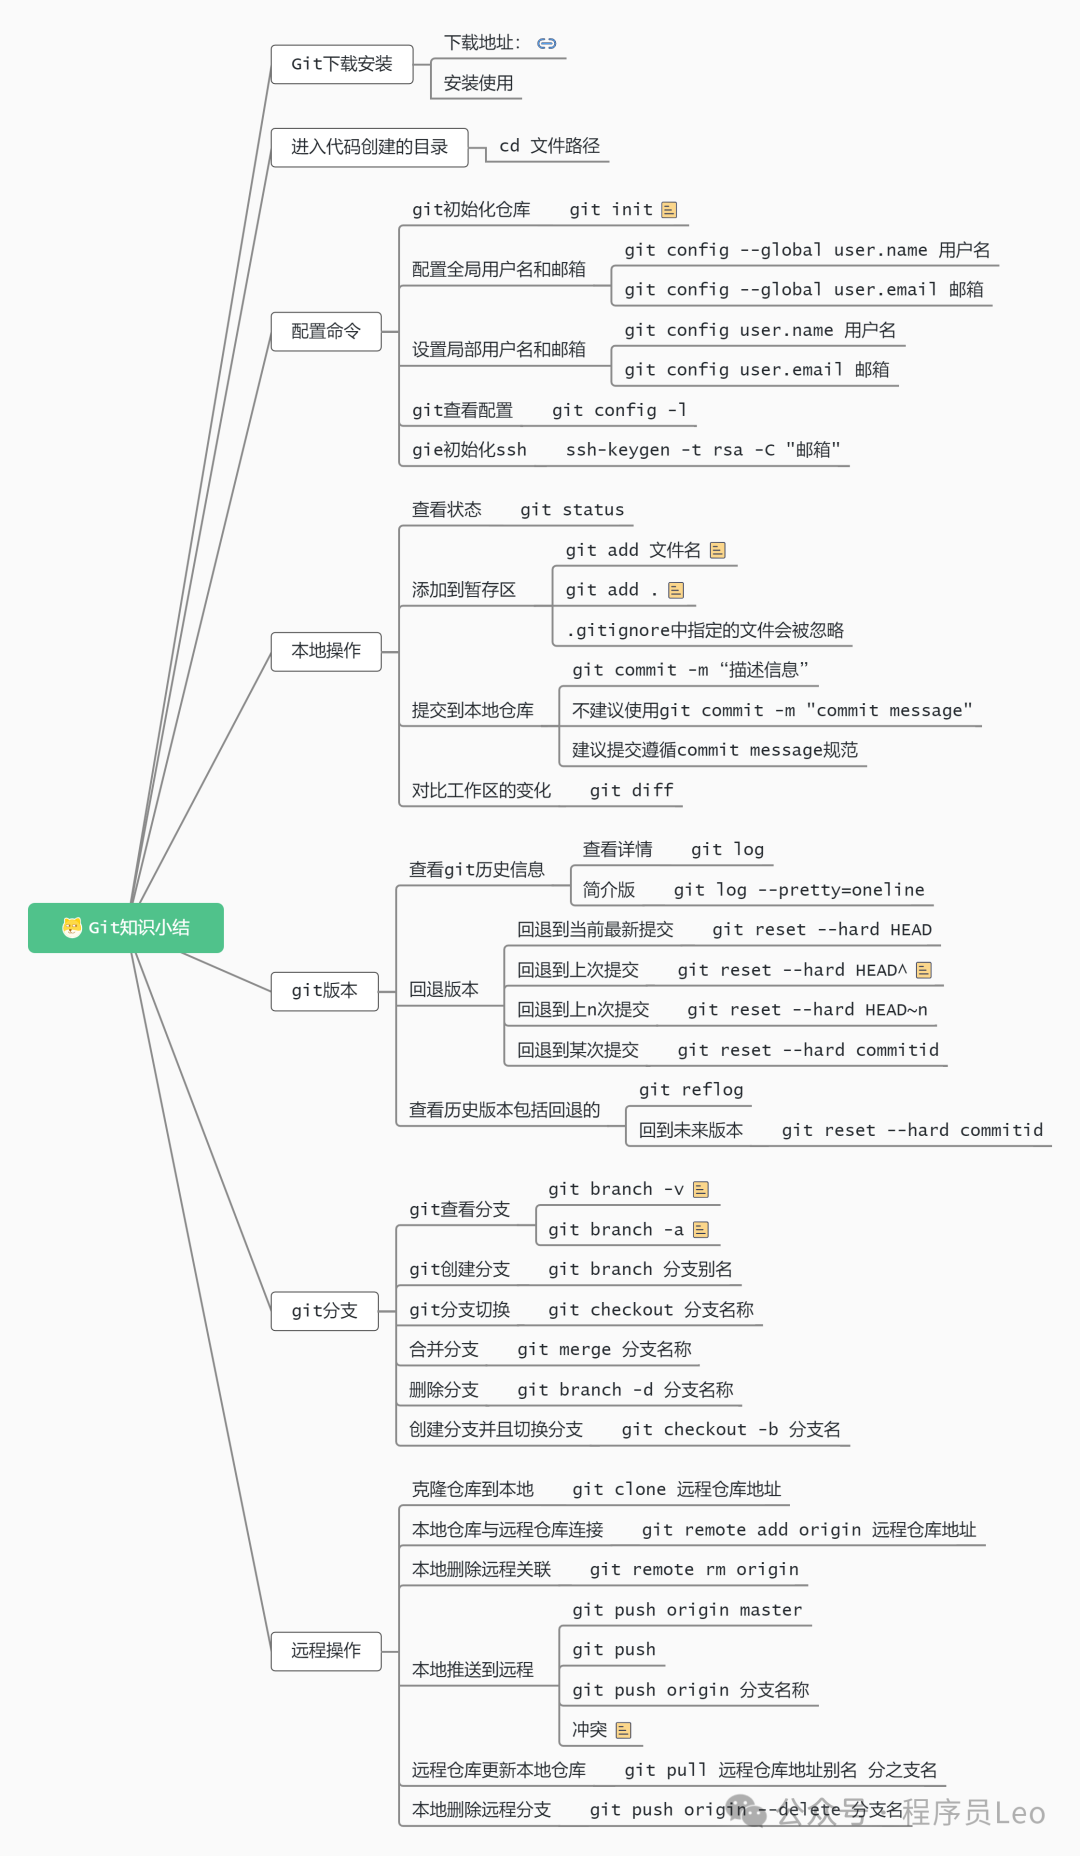 Git知识小结
Git下载安装
下载地址：
安装使用
进入代码创建的目录
cd 文件路径
配置命令
git初始化仓库
git init
配置全局用户名和邮箱
git config --global user.name 用户名
git config --global user.email 邮箱
设置局部用户名和邮箱
git config user.name 用户名
git config user.email 邮箱
git查看配置
git config -l
gie初始化ssh
ssh-keygen -t rsa -C "邮箱"
本地操作
查看状态
git status
添加到暂存区
git add 文件名
git add .
.gitignore中指定的文件会被忽略
提交到本地仓库
git commit -m “描述信息”
不建议使用git commit -m "commit message"
建议提交遵循commit message规范
对比工作区的变化
git diff
git版本
查看git历史信息
查看详情
git log
简介版
git log --pretty=oneline
回退版本
回退到当前最新提交
git reset --hard HEAD
回退到上次提交
git reset --hard HEAD^
回退到上n次提交
git reset --hard HEAD~n
回退到某次提交
git reset --hard commitid
查看历史版本包括回退的
git reflog
回到未来版本
git reset --hard commitid
git分支
git查看分支
git branch -v
git branch -a
git创建分支
git branch 分支别名
git分支切换
git checkout 分支名称
合并分支
git merge 分支名称
删除分支
git branch -d 分支名称
创建分支并且切换分支
git checkout -b 分支名
远程操作
克隆仓库到本地
git clone 远程仓库地址
本地仓库与远程仓库连接
git remote add origin 远程仓库地址
本地删除远程关联
git remote rm origin
本地推送到远程
git push origin master
git push
git push origin 分支名称
冲突
远程仓库更新本地仓库
git pull 远程仓库地址别名 分之支名
本地删除远程分支
git push origin --delete 分支名
公众号 · 程序员Leo